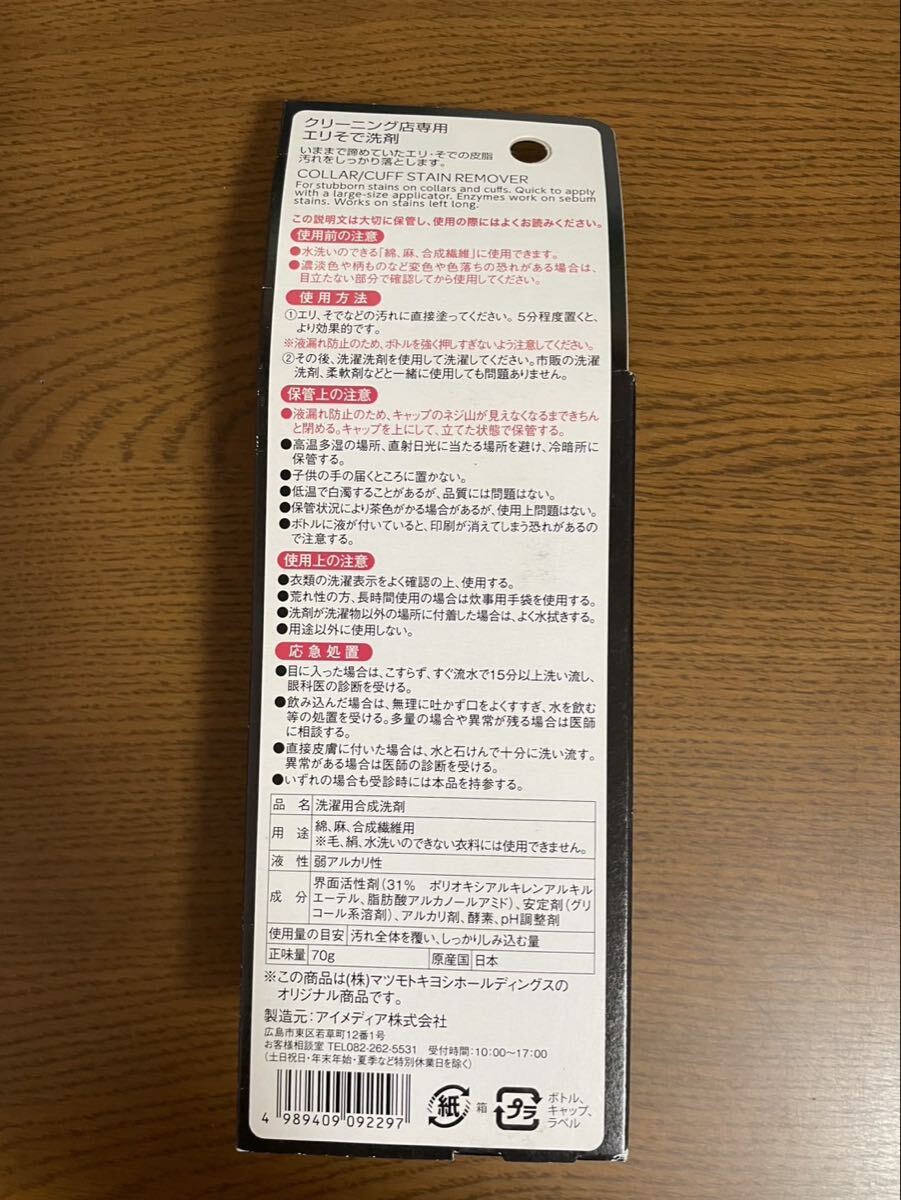 クリーニング店専用
エリそで洗剤
いままで諦めていたエリ・そでの皮脂
汚れをしっかり落とします。
COLLAR/CUFF STAIN REMOVER
For stubborn stains on collars and cuffs. Quick to apply
with a large-size applicator. Enzymes work on sebum
stains. Works on stains left long.
この説明文は大切に保管し、使用の際にはよくお読みください。
使用前の注意
●水洗いのできる「綿、麻、合成繊維」に使用できます。
●濃淡色や柄ものなど変色や色落ちの恐れがある場合は、
目立たない部分で確認してから使用してください。
使用方法
①エリ、そでなどの汚れに直接塗ってください。5分程度置くと、
より効果的です。
※液漏れ防止のため、ボトルを強く押しすぎないよう注意してください。
②その後、洗濯洗剤を使用して洗濯してください。市販の洗濯
洗剤、柔軟剤などと一緒に使用しても問題ありません。
保管上の注意
●液漏れ防止のため、キャップのネジ山が見えなくなるまできちん
と閉める。キャップを上にして、立てた状態で保管する。
●高温多湿の場所、直射日光に当たる場所を避け、冷暗所に
保管する。
●子供の手の届くところに置かない。
●低温で白濁することがあるが、品質には問題はない。
●保管状況により茶色がかる場合があるが、使用上問題はない。
●ボトルに液が付いていると、印刷が消えてしまう恐れがあるの
で注意する。
使用上の注意
●衣類の洗濯表示をよく確認の上、使用する。
●荒れ性の方、長時間使用の場合は炊事用手袋を使用する。
●洗剤が洗濯物以外の場所に付着した場合は、よく水拭きする。
●用途以外に使用しない。
応急処置
●目に入った場合は、こすらず、すぐ流水で15分以上洗い流し、
眼科医の診断を受ける。
●飲み込んだ場合は、無理に吐かず口をよくすすぎ、水を飲む
等の処置を受ける。多量の場合や異常が残る場合は医師
に相談する。
●直接皮膚に付いた場合は、水と石けんで十分に洗い流す。
異常がある場合は医師の診断を受ける。
●いずれの場合も受診時には本品を持参する。
品 名 洗濯用合成洗剤
用 途 綿、麻、合成繊維用
※毛、絹、水洗いのできない衣料には使用できません。
液 性 弱アルカリ性
成 分 界面活性剤(31% ポリオキシアルキレンアルキル
エーテル、脂肪酸アルカノールアミド)、安定剤(グリ
コール系溶剤)、アルカリ剤、酵素、pH調整剤
使用量の目安 汚れ全体を覆い、しっかりしみ込む量
正味量 70g 原産国 日本
※この商品は(株)マツモトキヨシホールディングスの
オリジナル商品です。
製造元:アイメディア株式会社
広島市東区若草町12番1号
お客様相談室 TEL082-262-5531 受付時間:10:00〜17:00
(土日祝日・年末年始・夏季など特別休業日を除く)
4 989409 092297
紙 箱
プラ ボトル、
キャップ、
ラベル